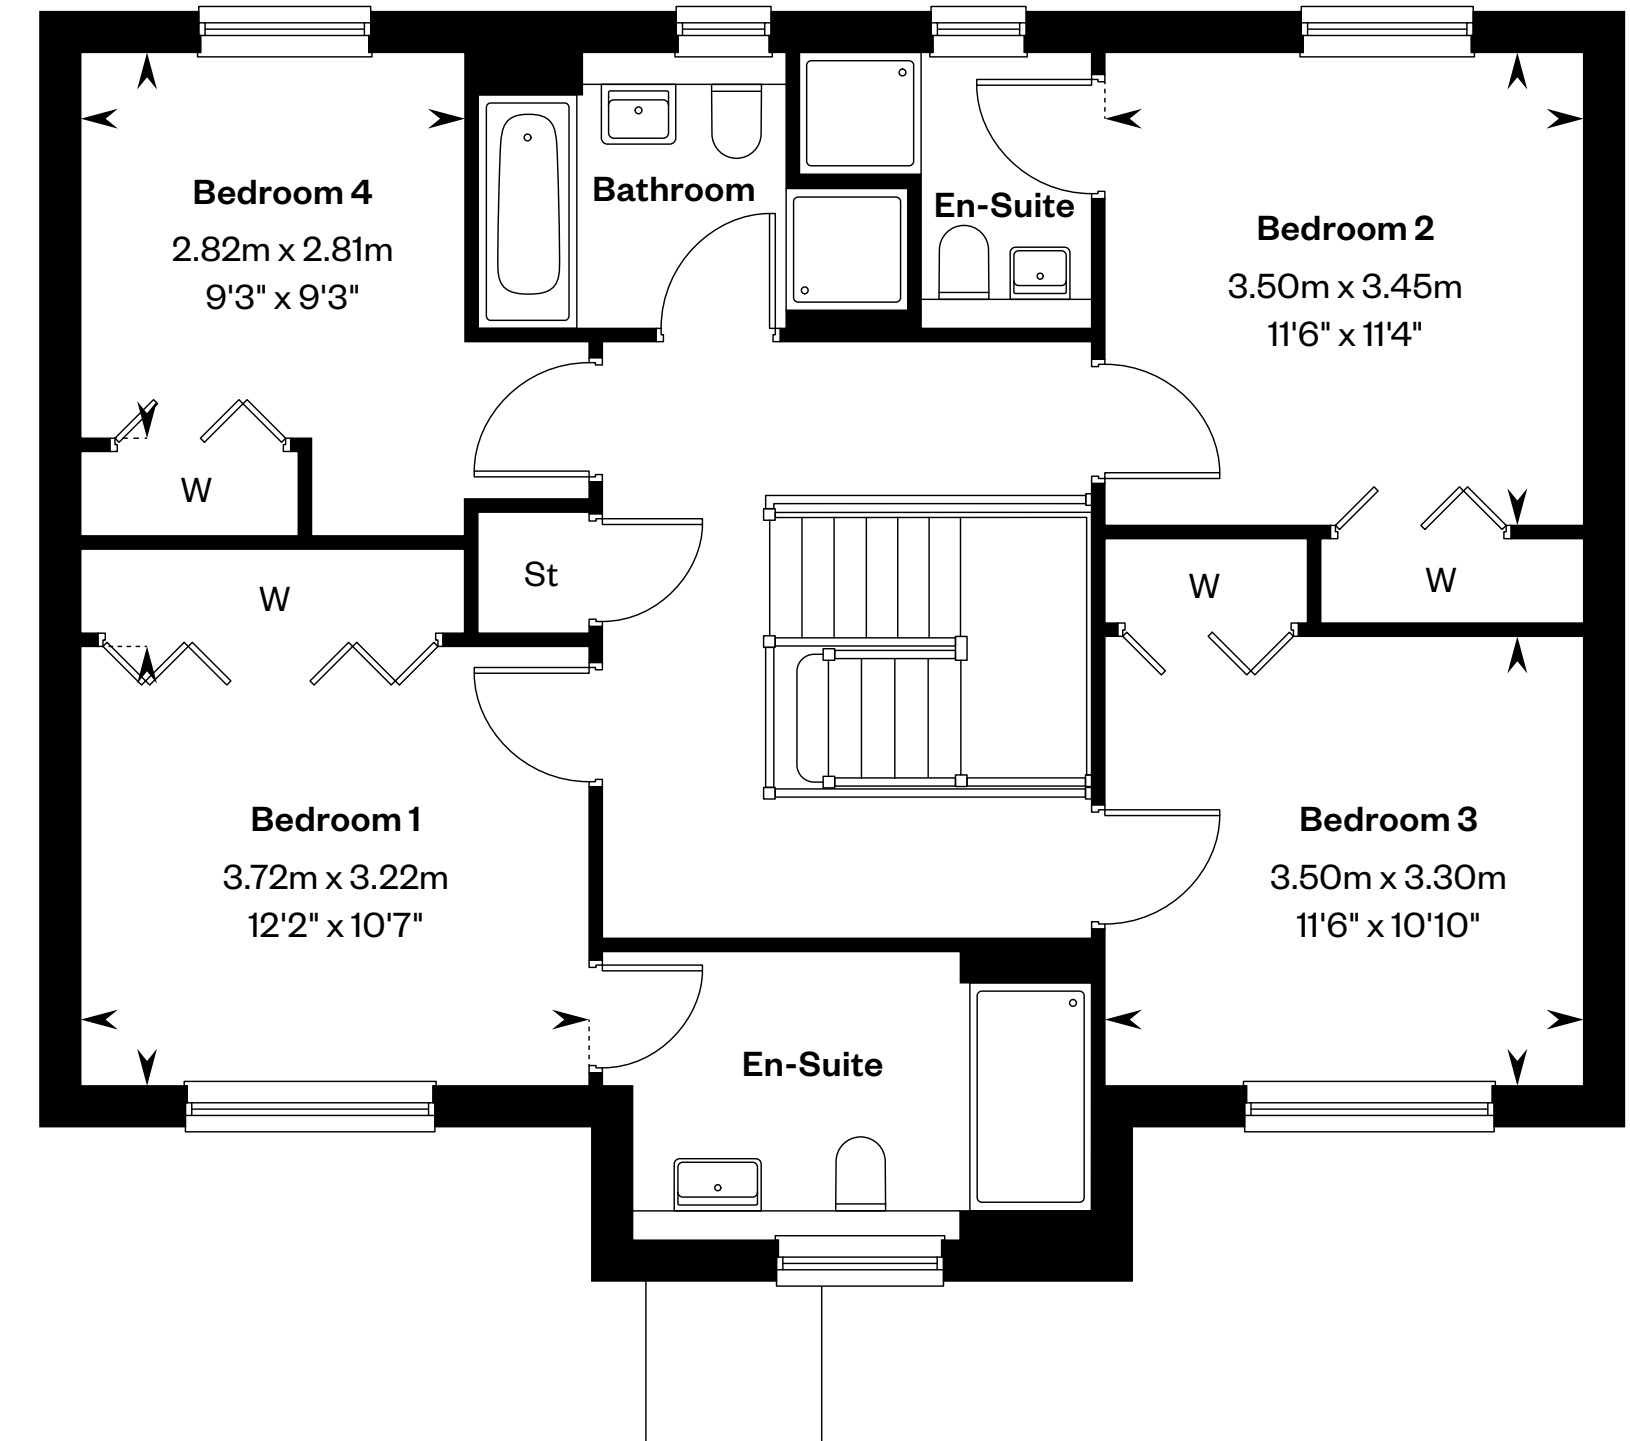 Bedroom 4
2.82m x 2.81m
9'3" x 9'3"
Bathroom
En-Suite
Bedroom 2
3.50m x 3.45m
11'6" x 11'4"
W
St
W
W
W
Bedroom 1
3.72m x 3.22m
12'2" x 10'7"
Bedroom 3
3.50m x 3.30m
11'6" x 10'10"
En-Suite